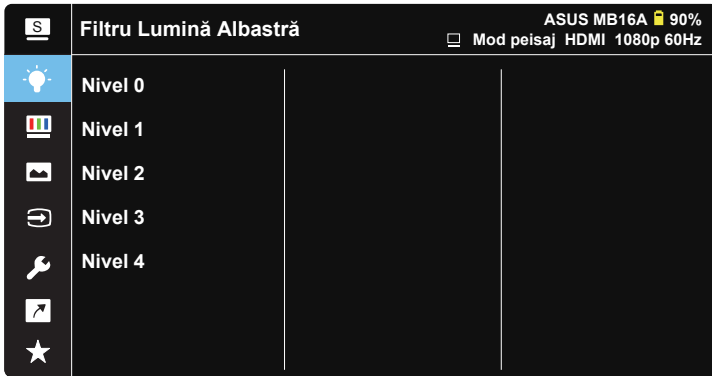 S
Filtru Lumină Albastră
ASUS MB16A 90%
Mod peisaj HDMI 1080p 60Hz
Nivel 0
Nivel 1
Nivel 2
Nivel 3
Nivel 4